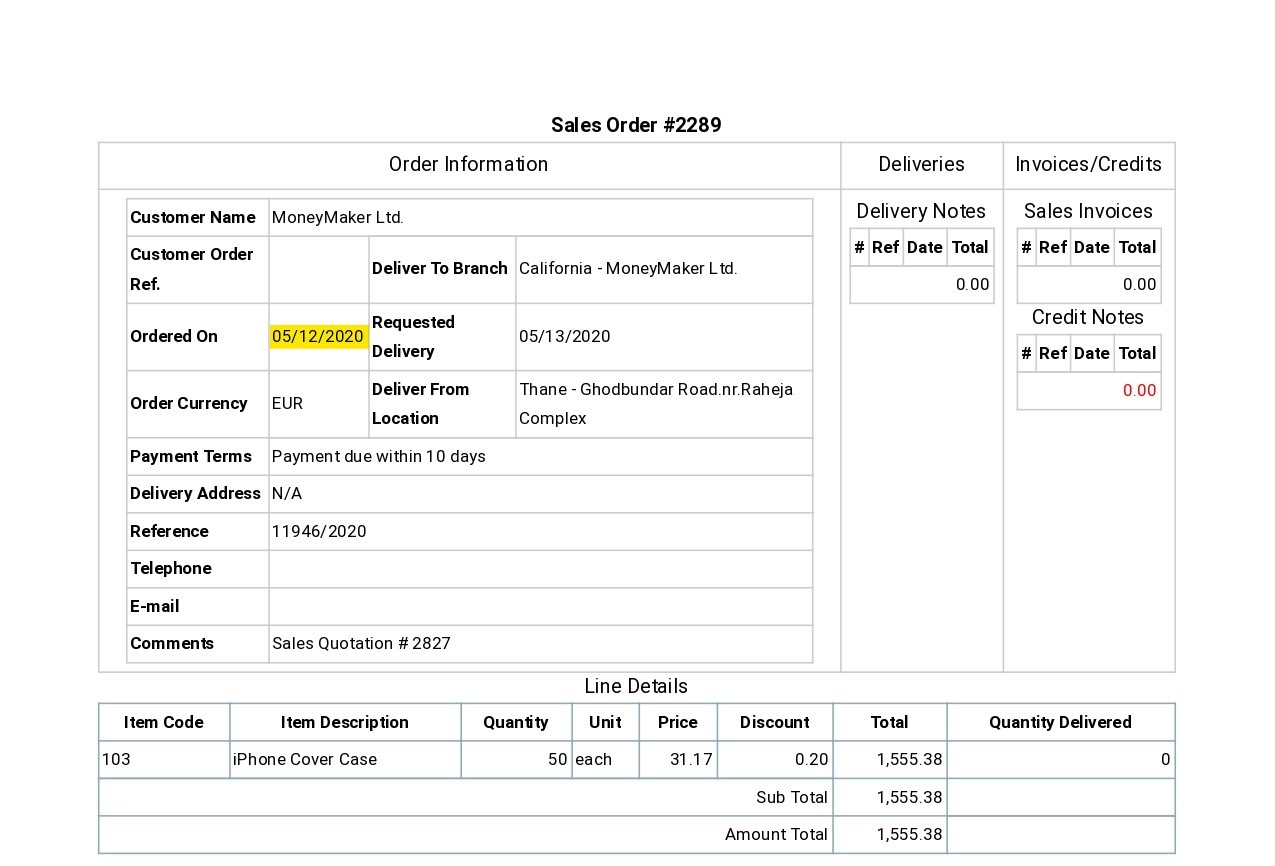 Sales Order #2289
Order Information Deliveries Invoices/Credits
Customer Name MoneyMaker Ltd.
Customer Order Ref. Deliver To Branch California - MoneyMaker Ltd.
Ordered On 05/12/2020 Requested Delivery 05/13/2020
Order Currency EUR Deliver From Location Thane - Ghodbundar Road.nr.Raheja Complex
Payment Terms Payment due within 10 days
Delivery Address N/A
Reference 11946/2020
Telephone
E-mail
Comments Sales Quotation # 2827
Delivery Notes
# Ref Date Total
0.00
Sales Invoices
# Ref Date Total
0.00
Credit Notes
# Ref Date Total
0.00
Line Details
Item Code Item Description Quantity Unit Price Discount Total Quantity Delivered
103 iPhone Cover Case 50 each 31.17 0.20 1,555.38 0
Sub Total 1,555.38
Amount Total 1,555.38